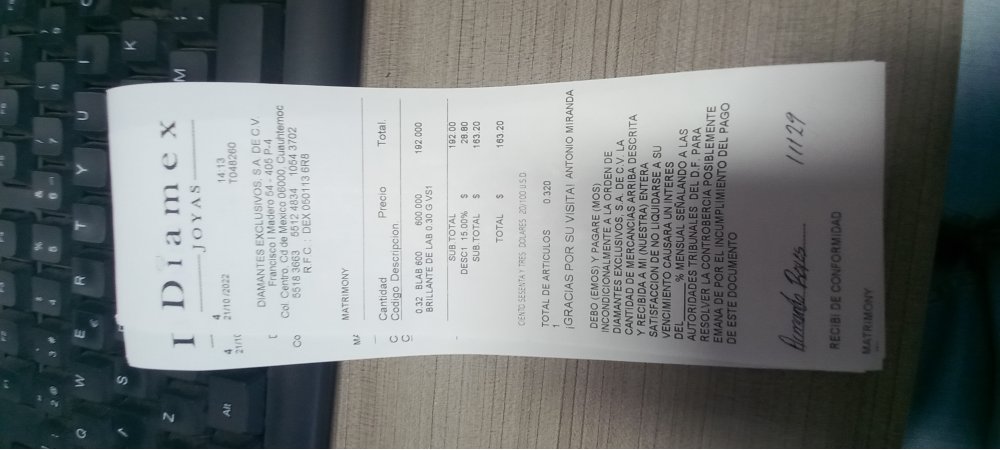 Diamex
JOYAS
4
21/10/2022 14:13
T046260
DIAMANTES EXCLUSIVOS, S.A. DE C.V.
Francisco I Madero 54 - 405 P-4
Col. Centro, Cd de Mexico 06000, Cuauhtemoc
5518 3663 5512 4834 1054 3702
R.F.C. : DEX 050113 6R8
MATRIMONY
Cantidad Precio Total.
Codigo Descripcion.
0.32 BLAB 600 600.000 192.000
BRILLANTE DE LAB 0.30 G VS1
SUB TOTAL 192.00
DESC1 15.00% $ 28.80
SUB.TOTAL $ 163.20
TOTAL $ 163.20
CIENTO SESENTA Y TRES DOLARES 20/100 USD
TOTAL DE ARTICULOS 0.320
1
¡GRACIAS POR SU VISITA! ANTONIO MIRANDA
DEBO (EMOS) Y PAGARE (MOS)
INCONDICIONALMENTE A LA ORDEN DE
DIAMANTES EXCLUSIVOS, S.A. DE C.V. LA
CANTIDAD DE MERCANCIAS ARRIBA DESCRITA
Y RECIBIDA A MI (NUESTRA) ENTERA
SATISFACCION DE NO LIQUIDARSE A SU
VENCIMIENTO CAUSARA UN INTERES
DEL______% MENSUAL SEÑALANDO A LAS
AUTORIDADES TRIBUNALES DEL D.F. PARA
RESOLVER LA CONTROBERCIA POSIBLEMENTE
EMANA DE POR EL INCUMPLIMIENTO DEL PAGO
DE ESTE DOCUMENTO
11129
RECIBI DE CONFORMIDAD
MATRIMONY